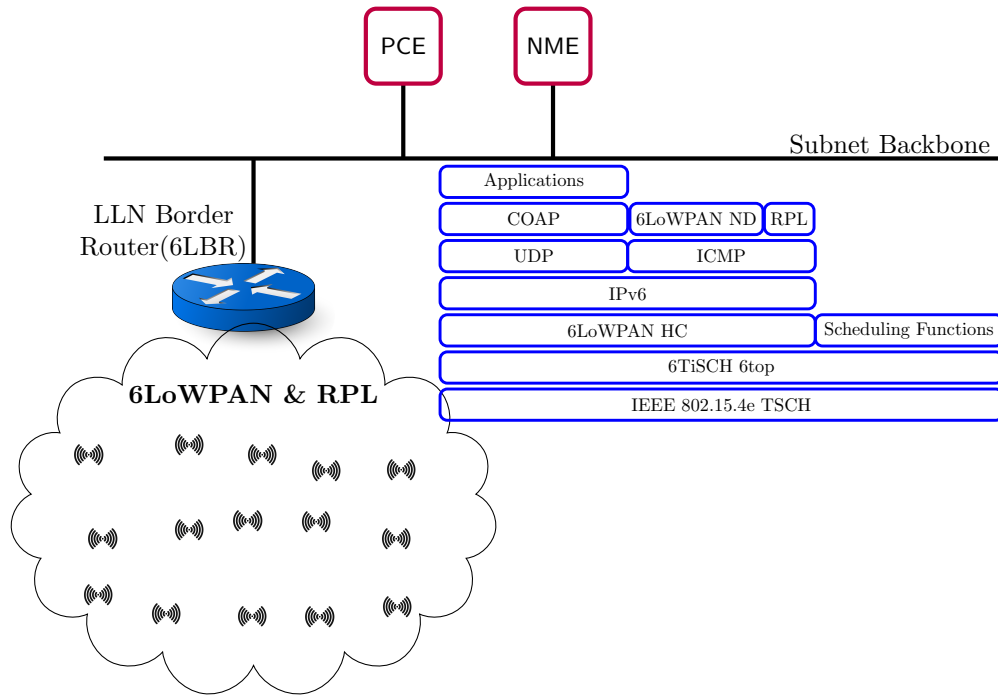 PCE
NME
Subnet Backbone
LLN Border
Router(6LBR)
Applications
COAP
6LoWPAN ND
RPL
UDP
ICMP
IPv6
6LoWPAN HC
Scheduling Functions
6TiSCH 6top
IEEE 802.15.4e TSCH
6LoWPAN & RPL